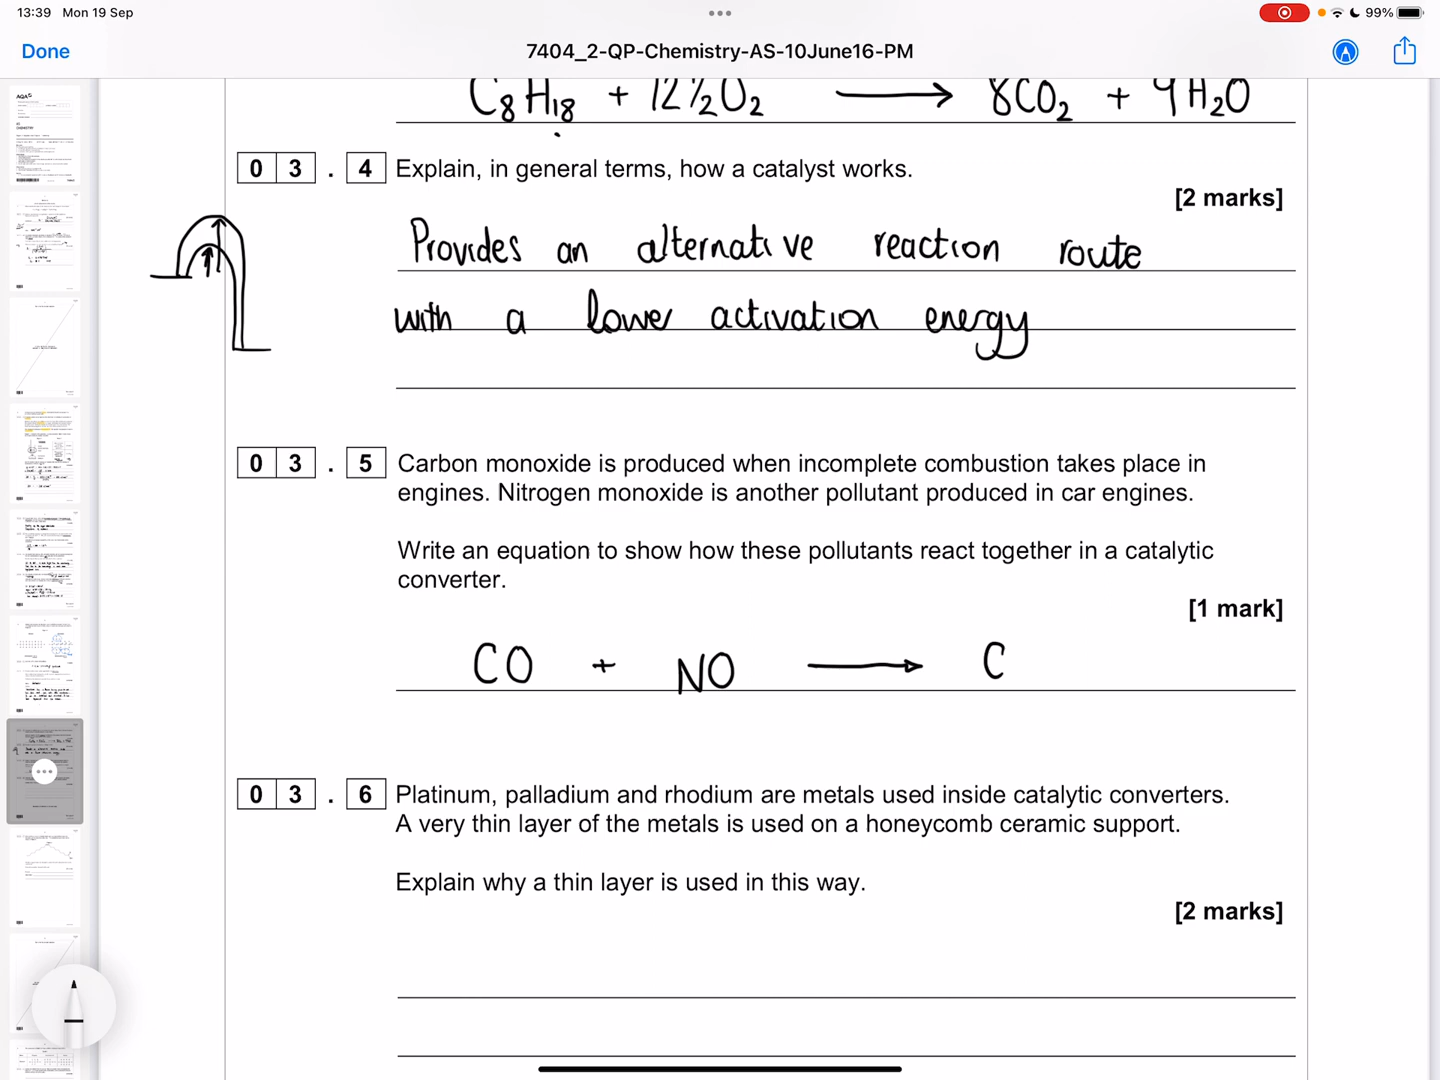 13:39 Mon 19 Sep
99%
Done
7404_2-QP-Chemistry-AS-10June16-PM
C₈H₁₈ + 12½O₂ ⟶ 8CO₂ + 9H₂O
0 3 . 4 Explain, in general terms, how a catalyst works.
[2 marks]
Provides an alternative reaction route
with a lower activation energy
0 3 . 5 Carbon monoxide is produced when incomplete combustion takes place in
engines. Nitrogen monoxide is another pollutant produced in car engines.
Write an equation to show how these pollutants react together in a catalytic
converter.
[1 mark]
CO + NO ⟶ C
0 3 . 6 Platinum, palladium and rhodium are metals used inside catalytic converters.
A very thin layer of the metals is used on a honeycomb ceramic support.
Explain why a thin layer is used in this way.
[2 marks]